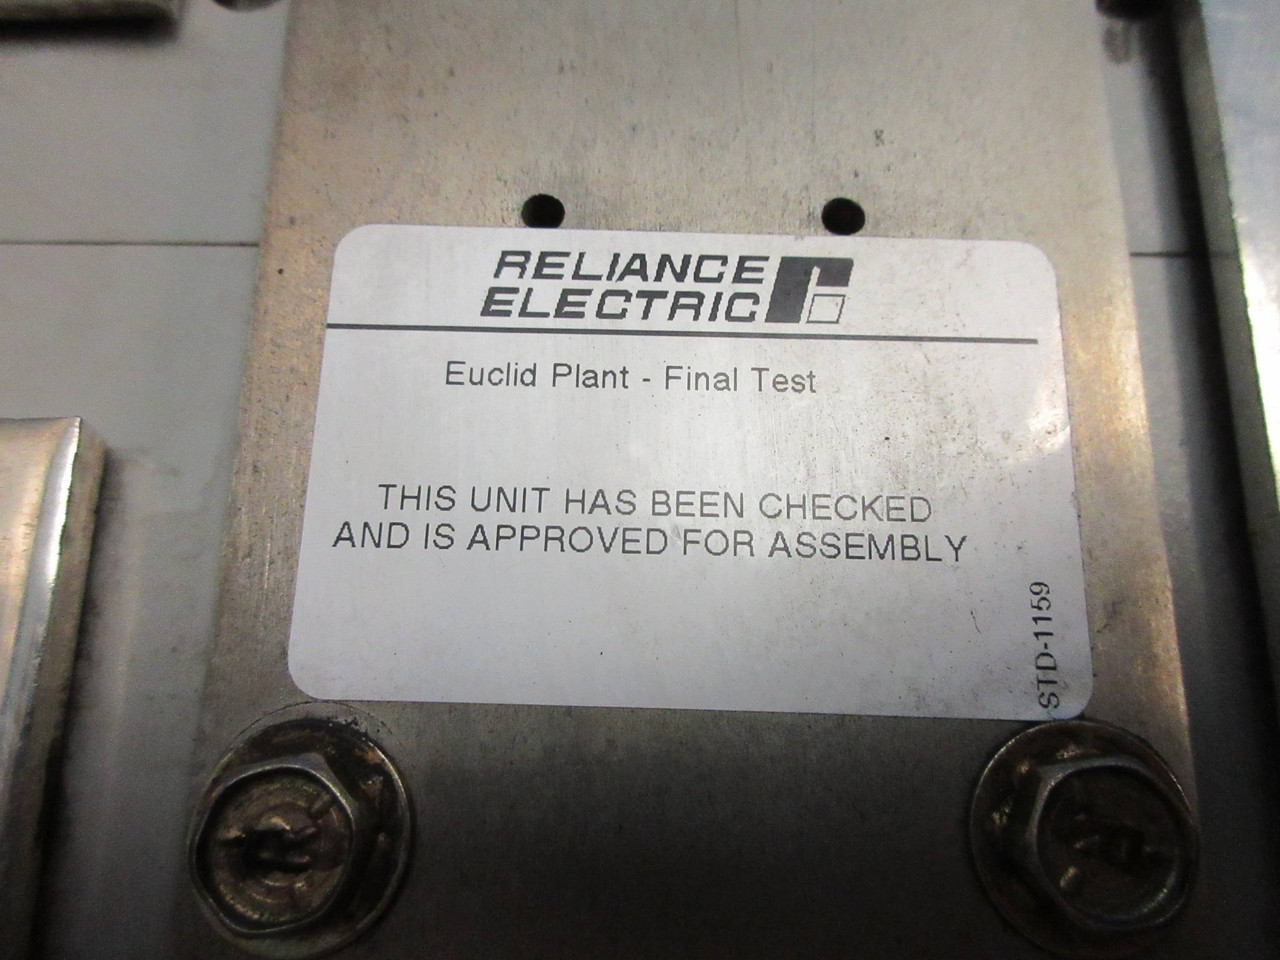 RELIANCE
ELECTRIC
Euclid Plant - Final Test
THIS UNIT HAS BEEN CHECKED
AND IS APPROVED FOR ASSEMBLY
STD-1159